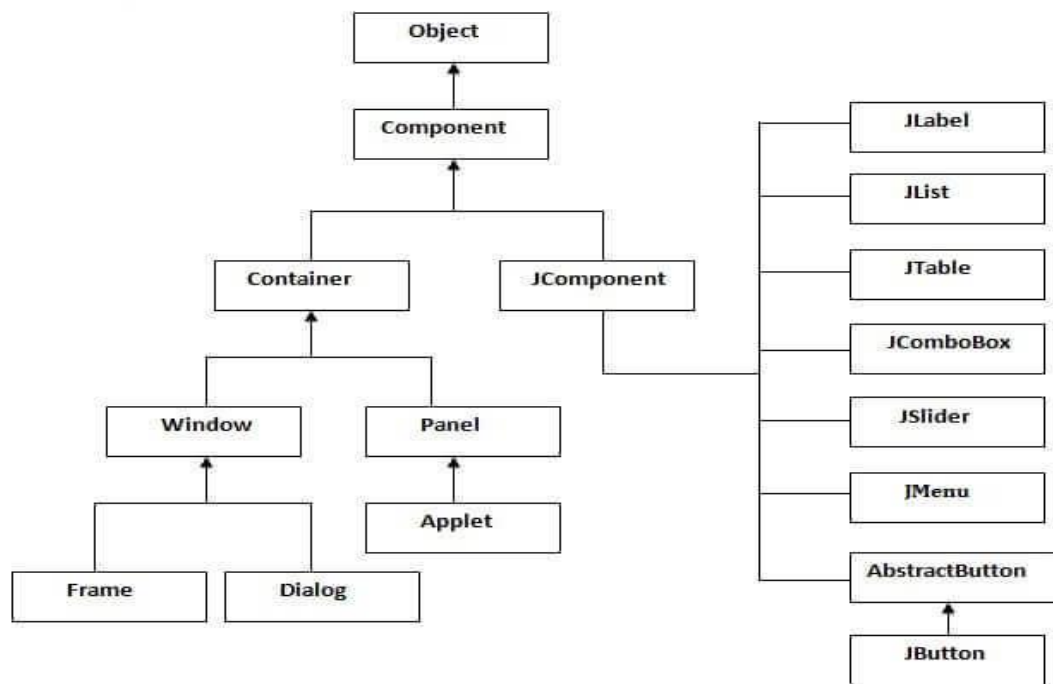 Object
Component
JLabel
JList
Container
JComponent
JTable
JComboBox
Window
Panel
JSlider
JMenu
Applet
AbstractButton
Frame
Dialog
JButton